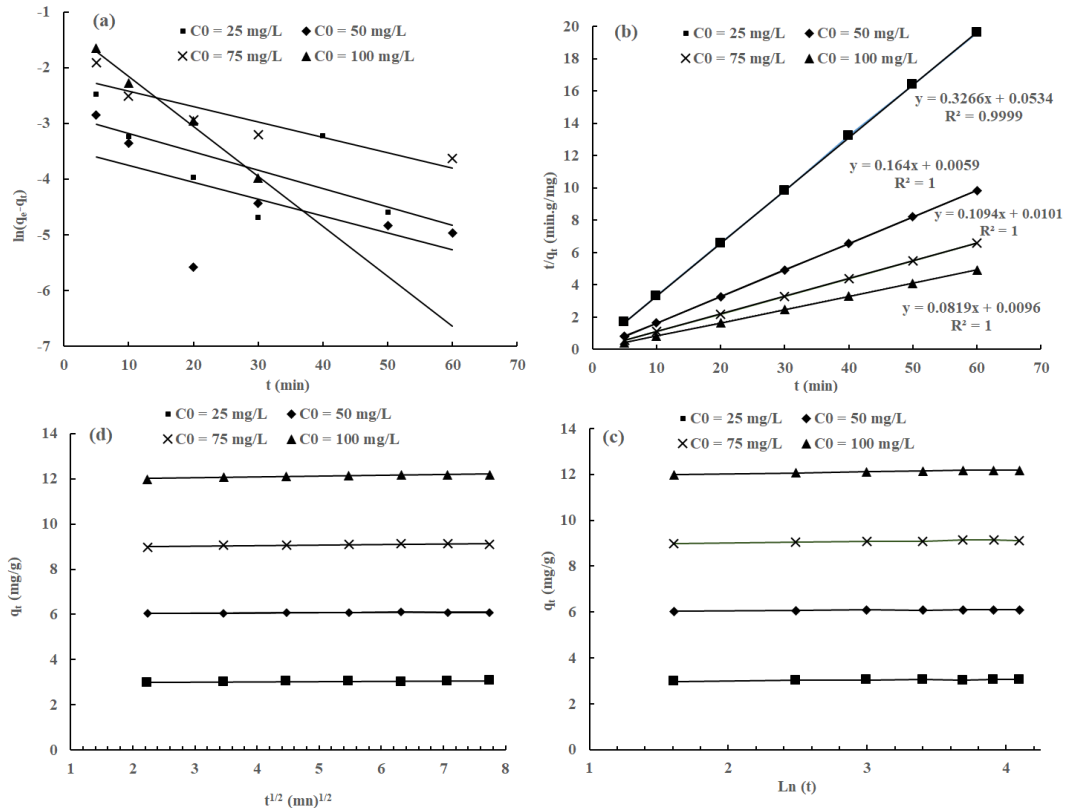 (a)
C0 = 25 mg/L C0 = 50 mg/L
C0 = 75 mg/L C0 = 100 mg/L
-1
-2
-3
-4
-5
-6
-7
ln(qe-qt)
0 10 20 30 40 50 60 70
t (min)
(b)
C0 = 25 mg/L C0 = 50 mg/L
C0 = 75 mg/L C0 = 100 mg/L
20
18
16
14
12
10
8
6
4
2
0
t/qt (min.g/mg)
y = 0.3266x + 0.0534
R² = 0.9999
y = 0.164x + 0.0059
R² = 1
y = 0.1094x + 0.0101
R² = 1
y = 0.0819x + 0.0096
R² = 1
0 10 20 30 40 50 60 70
t (min)
(d)
C0 = 25 mg/L C0 = 50 mg/L
C0 = 75 mg/L C0 = 100 mg/L
14
12
10
8
6
4
2
0
qt (mg/g)
1 2 3 4 5 6 7 8
t1/2 (mn)1/2
(c)
C0 = 25 mg/L C0 = 50 mg/L
C0 = 75 mg/L C0 = 100 mg/L
14
12
10
8
6
4
2
0
qt (mg/g)
1 2 3 4
Ln (t)